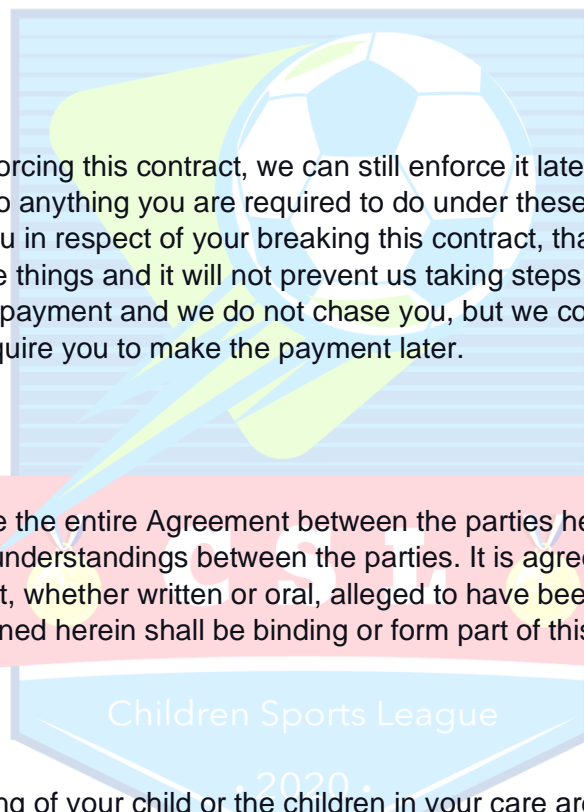 orcing this contract, we can still enforce it late
o anything you are required to do under these
u in respect of your breaking this contract, tha
e things and it will not prevent us taking steps
payment and we do not chase you, but we co
quire you to make the payment later.
e the entire Agreement between the parties he
understandings between the parties. It is agree
t, whether written or oral, alleged to have been
ned herein shall be binding or form part of this
C S L
Children Sports League
• 2020 •
ng of your child or the children in your care are